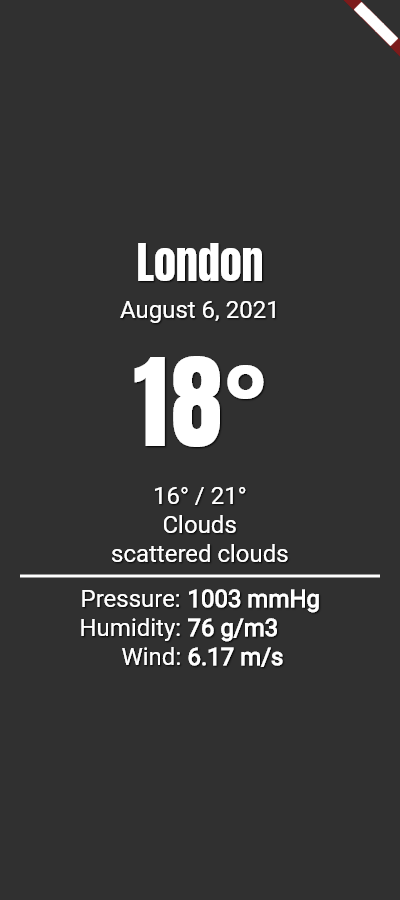 London
August 6, 2021
18°
16° / 21°
Clouds
scattered clouds
Pressure: 1003 mmHg
Humidity: 76 g/m3
Wind: 6.17 m/s